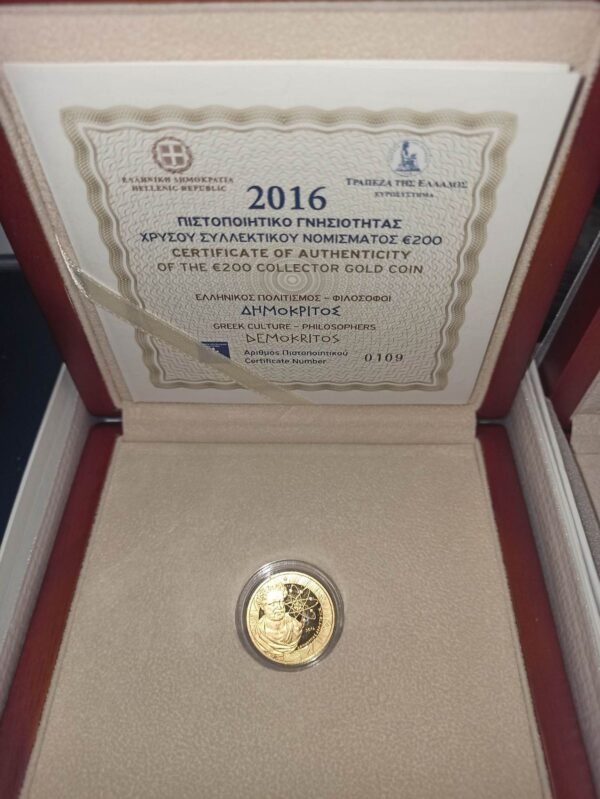 ΕΛΛΗΝΙΚΗ ΔΗΜΟΚΡΑΤΙΑ
HELLENIC REPUBLIC
ΤΡΑΠΕΖΑ ΤΗΣ ΕΛΛΑΔΟΣ
ΕΥΡΩΣΥΣΤΗΜΑ
2016
ΠΙΣΤΟΠΟΙΗΤΙΚΟ ΓΝΗΣΙΟΤΗΤΑΣ
ΧΡΥΣΟΥ ΣΥΛΛΕΚΤΙΚΟΥ ΝΟΜΙΣΜΑΤΟΣ €200
CERTIFICATE OF AUTHENTICITY
OF THE €200 COLLECTOR GOLD COIN
ΕΛΛΗΝΙΚΟΣ ΠΟΛΙΤΙΣΜΟΣ – ΦΙΛΟΣΟΦΟΙ
ΔΗΜΟΚΡΙΤΟΣ
GREEK CULTURE – PHILOSOPHERS
DEMOKRITOS
Αριθμός Πιστοποιητικού
Certificate Number
0109